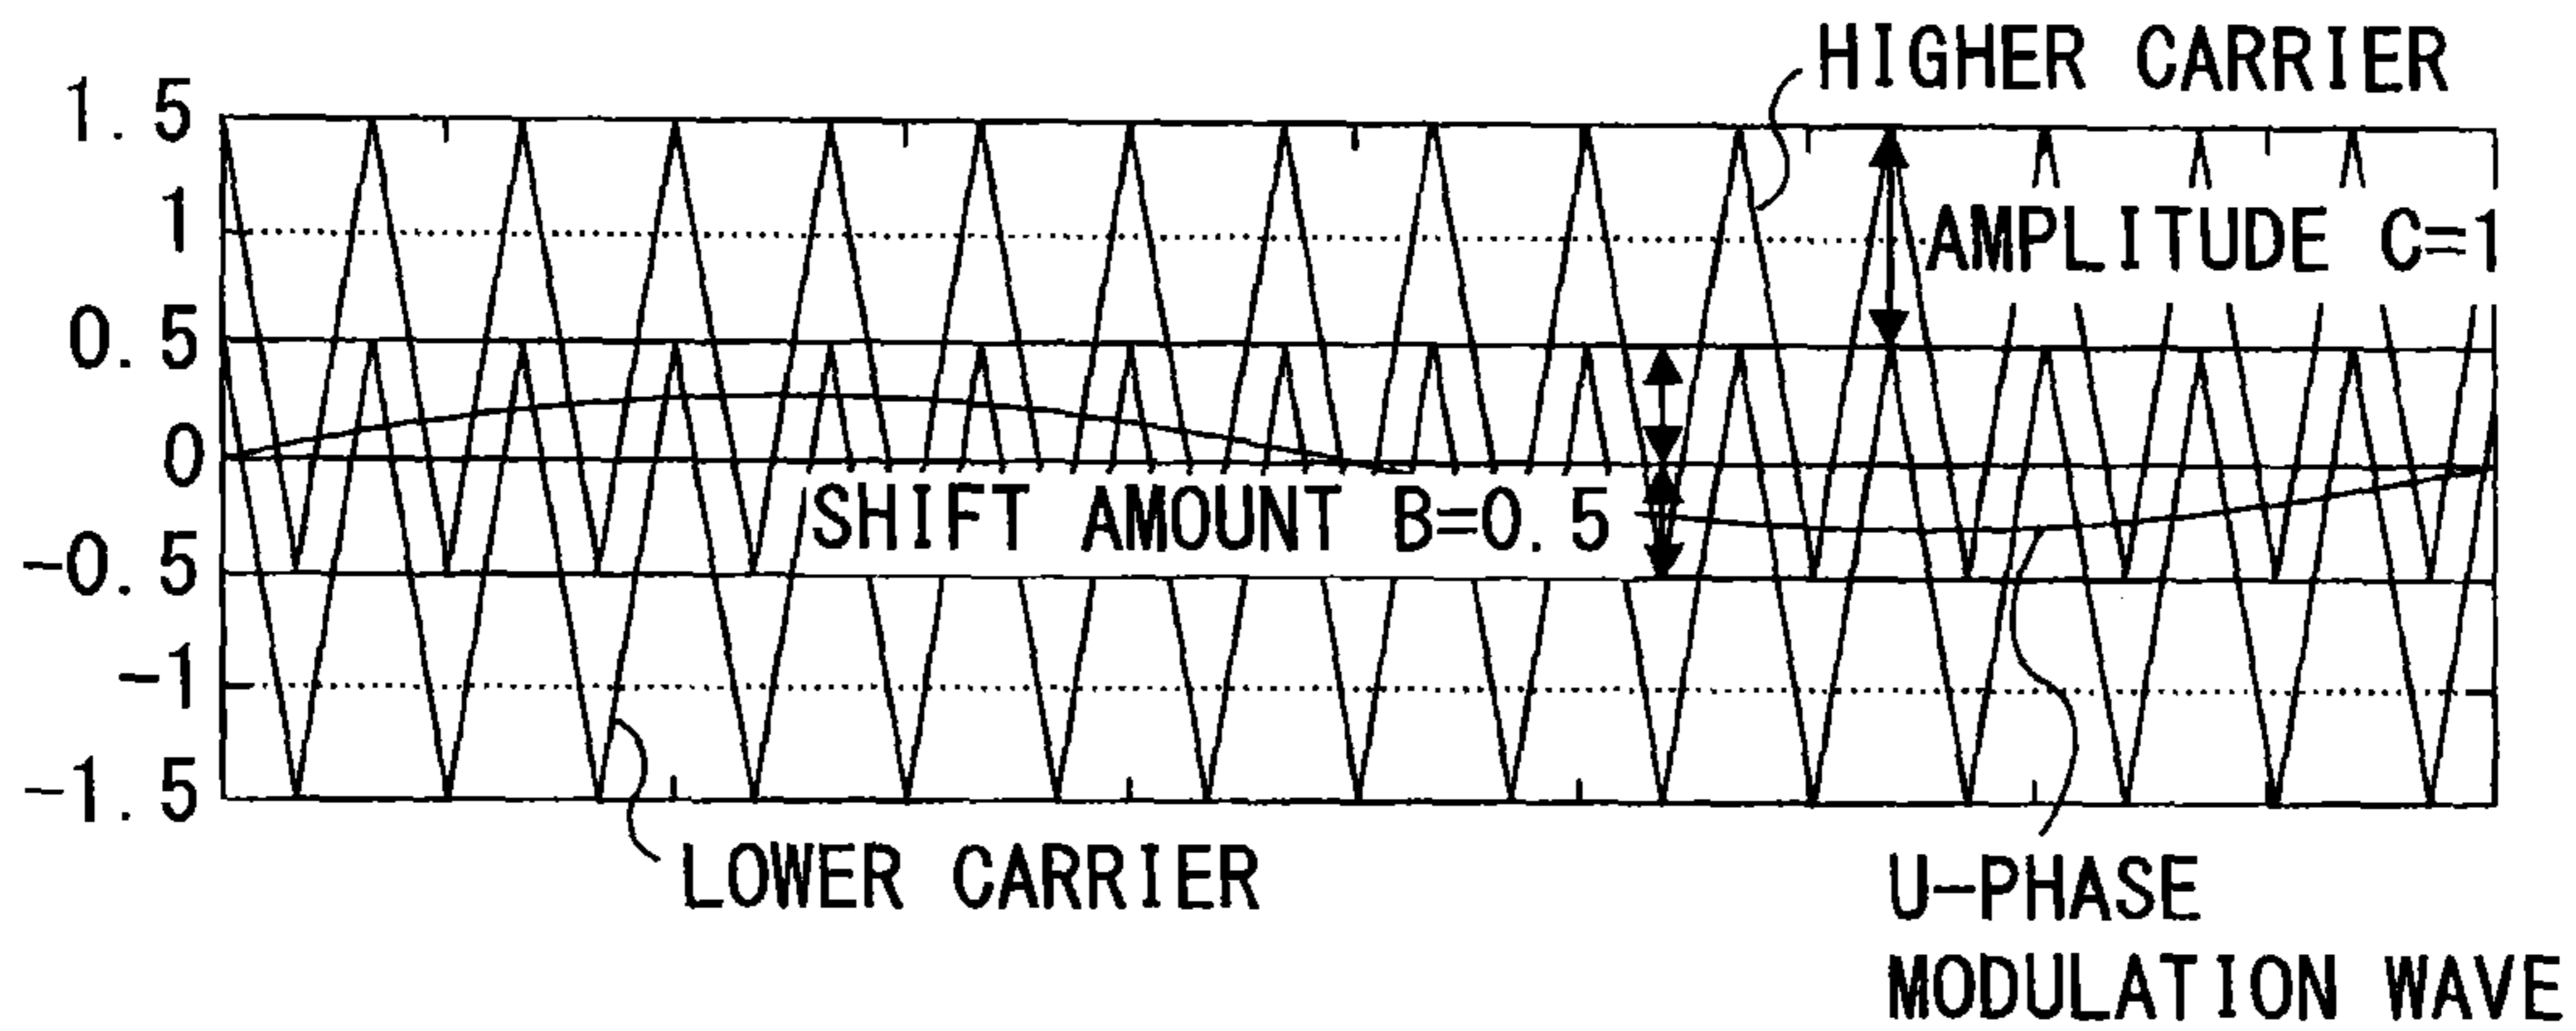 HIGHER CARRIER
1.5
1
AMPLITUDE C=1
0.5
0
SHIFT AMOUNT B=0.5
-0.5
-1
-1.5
LOWER CARRIER
U-PHASE
MODULATION WAVE